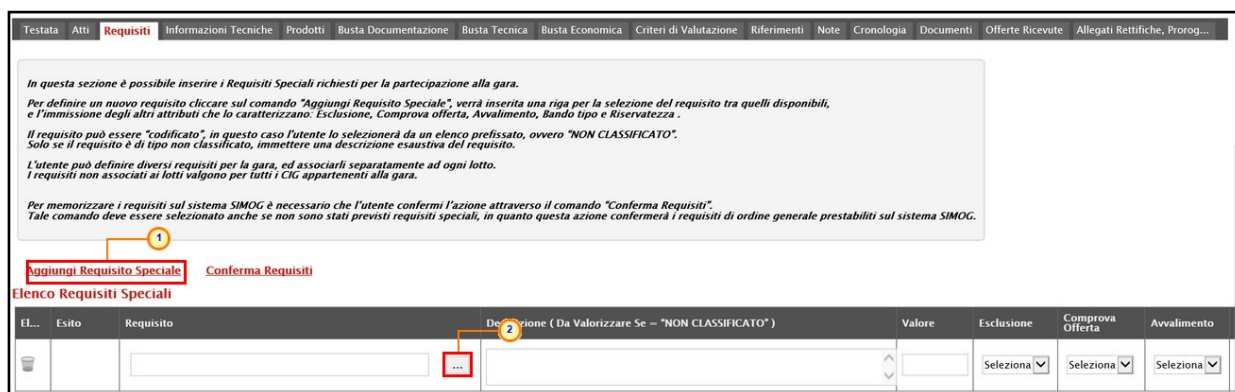 Testata Atti Requisiti Informazioni Tecniche Prodotti Busta Documentazione Busta Tecnica Busta Economica Criteri di Valutazione Riferimenti Note Cronologia Documenti Offerte Ricevute Allegati Rettifiche, Prorog...
In questa sezione è possibile inserire i Requisiti Speciali richiesti per la partecipazione alla gara.
Per definire un nuovo requisito cliccare sul comando "Aggiungi Requisito Speciale", verrà inserita una riga per la selezione del requisito tra quelli disponibili,
e l'immissione degli altri attributi che lo caratterizzano: Esclusione, Comprova offerta, Avvalimento, Bando tipo e Riservatezza .
Il requisito può essere "codificato", in questo caso l'utente lo selezionerà da un elenco prefissato, ovvero "NON CLASSIFICATO".
Solo se il requisito è di tipo non classificato, immettere una descrizione esaustiva del requisito.
L'utente può definire diversi requisiti per la gara, ed associarli separatamente ad ogni lotto.
I requisiti non associati ai lotti valgono per tutti i CIG appartenenti alla gara.
Per memorizzare i requisiti sul sistema SIMOG è necessario che l'utente confermi l'azione attraverso il comando "Conferma Requisiti".
Tale comando deve essere selezionato anche se non sono stati previsti requisiti speciali, in quanto questa azione confermerà i requisiti di ordine generale prestabiliti sul sistema SIMOG.
1
Aggiungi Requisito Speciale Conferma Requisiti
Elenco Requisiti Speciali
El... Esito Requisito ( Da Valorizzare Se = "NON CLASSIFICATO" ) Valore Esclusione Comprova Offerta Avvalimento
2
... Seleziona Seleziona Seleziona